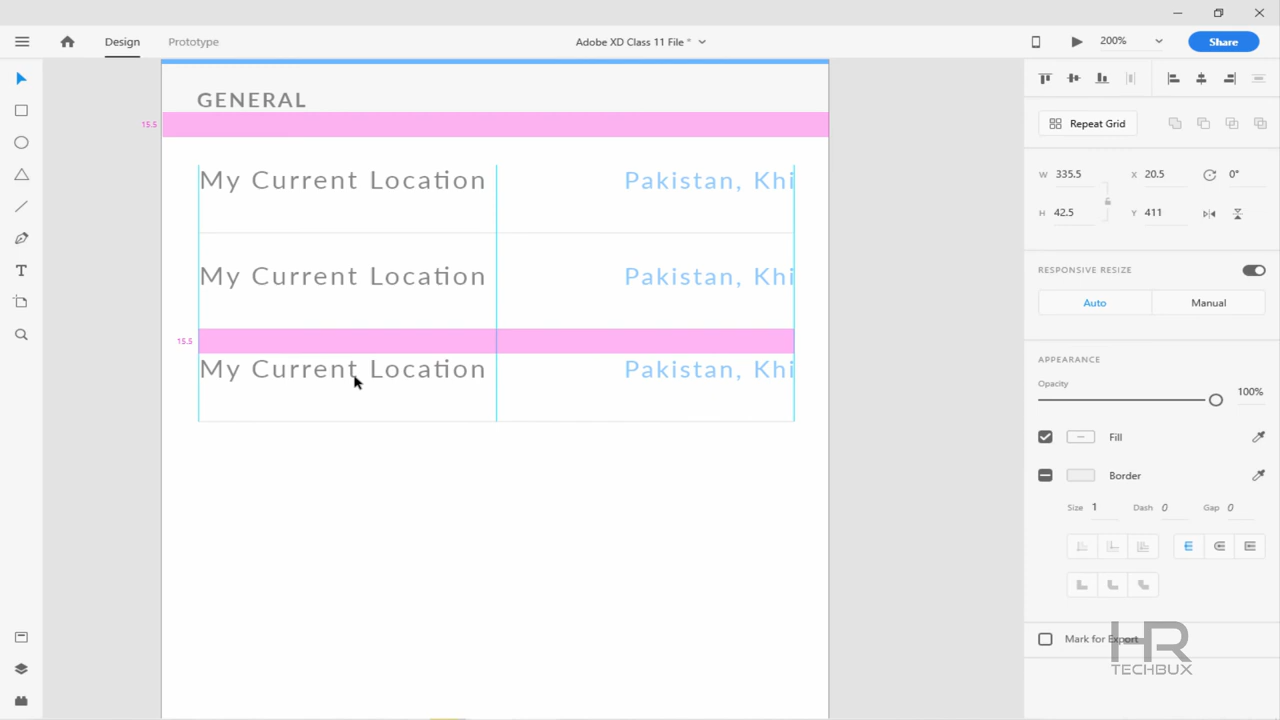 Design
Prototype
Adobe XD Class 11 File *
200%
Share
GENERAL
15.5
My Current Location
Pakistan, Khi
My Current Location
Pakistan, Khi
15.5
My Current Location
Pakistan, Khi
T
Repeat Grid
W 335.5 X 20.5 0°
H 42.5 Y 411
RESPONSIVE RESIZE
Auto Manual
APPEARANCE
Opacity
100%
Fill
Border
Size 1 Dash 0 Gap 0
Mark for Export
HR
TECHBUX